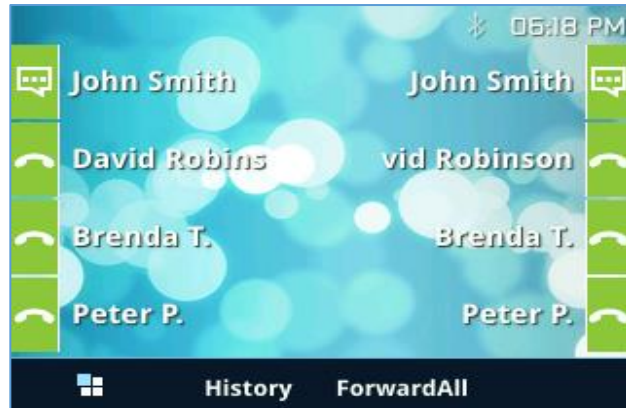 06:18 PM
John Smith John Smith
David Robins vid Robinson
Brenda T. Brenda T.
Peter P. Peter P.
History ForwardAll